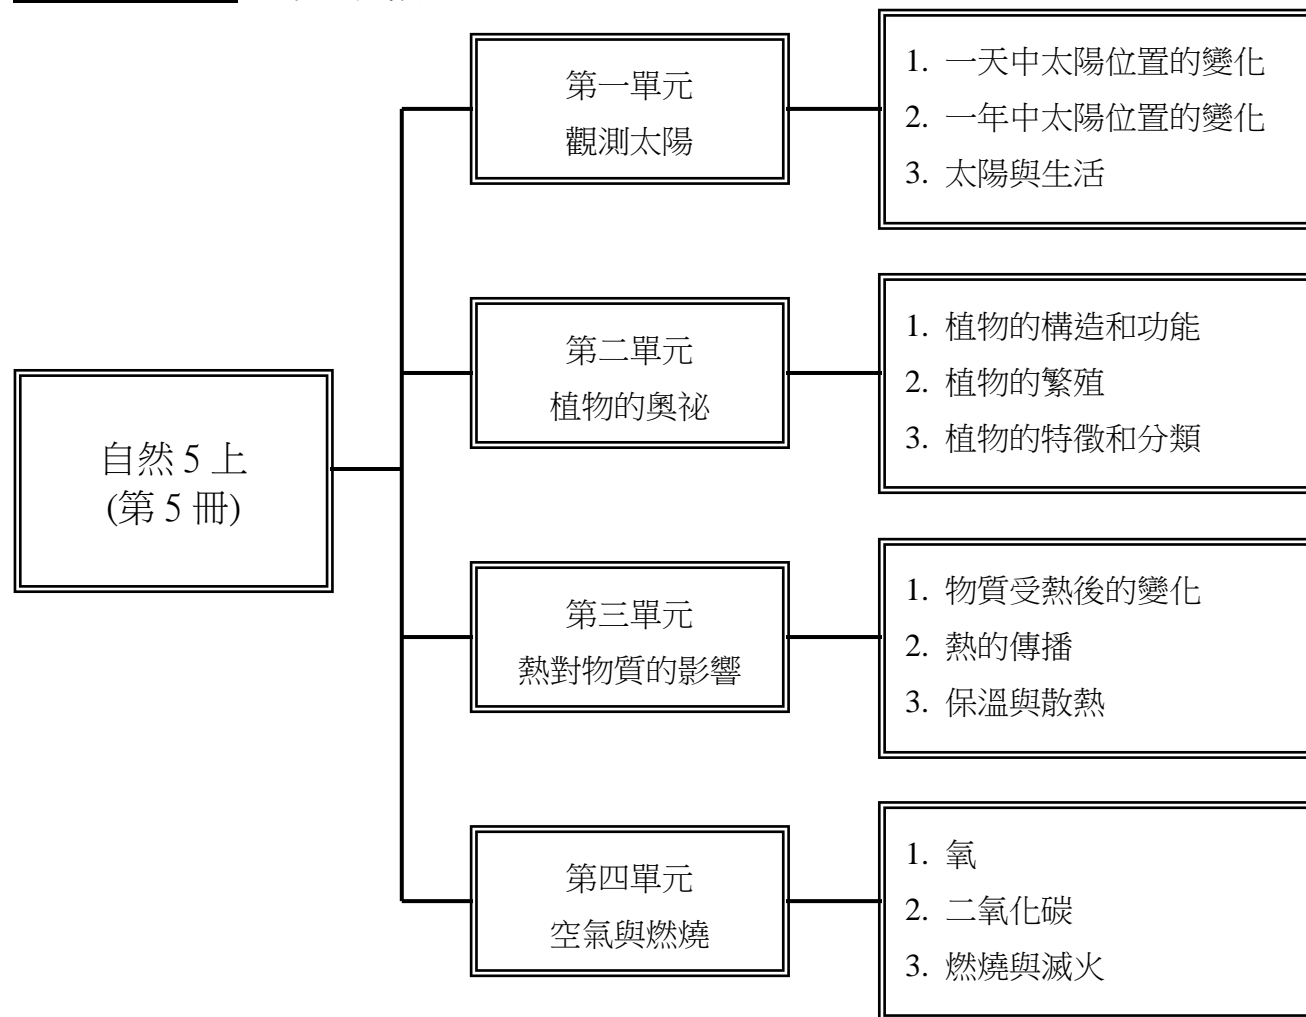 第一單元
觀測太陽
1. 一天中太陽位置的變化
2. 一年中太陽位置的變化
3. 太陽與生活
第二單元
植物的奧祕
1. 植物的構造和功能
2. 植物的繁殖
3. 植物的特徵和分類
自然 5 上
(第 5 冊)
第三單元
熱對物質的影響
1. 物質受熱後的變化
2. 熱的傳播
3. 保溫與散熱
第四單元
空氣與燃燒
1. 氧
2. 二氧化碳
3. 燃燒與滅火